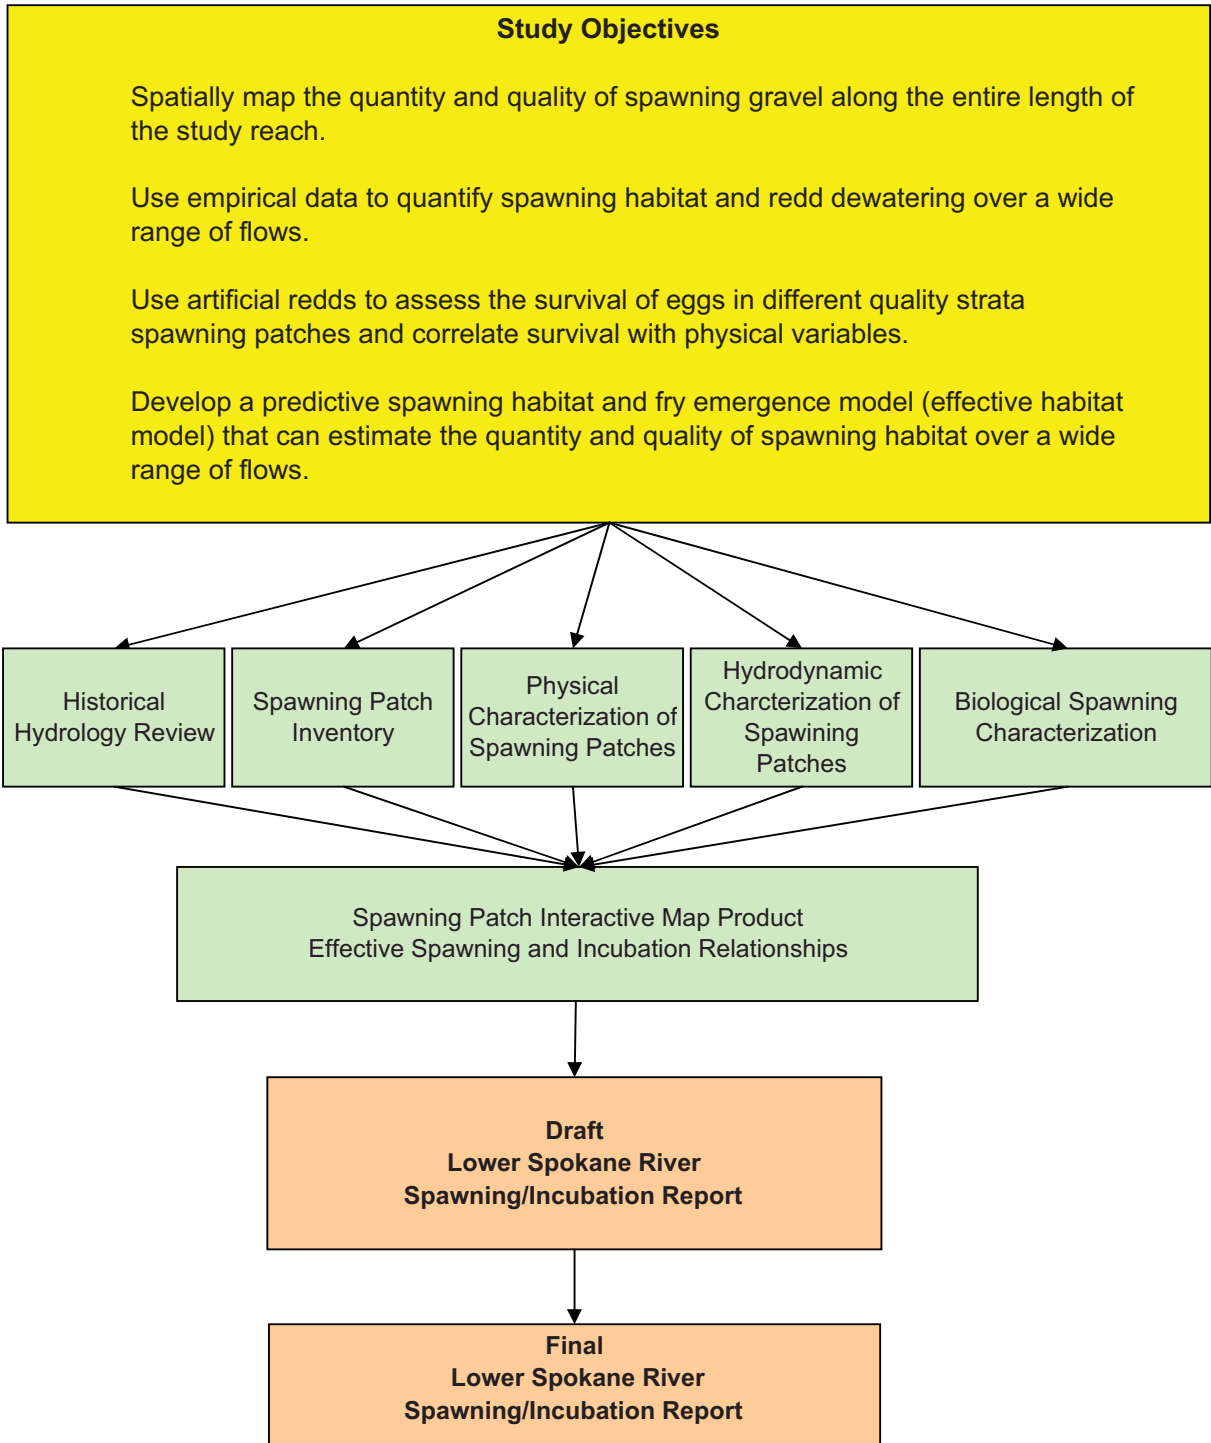 Study Objectives
Spatially map the quantity and quality of spawning gravel along the entire length of
the study reach.
Use empirical data to quantify spawning habitat and redd dewatering over a wide
range of flows.
Use artificial redds to assess the survival of eggs in different quality strata
spawning patches and correlate survival with physical variables.
Develop a predictive spawning habitat and fry emergence model (effective habitat
model) that can estimate the quantity and quality of spawning habitat over a wide
range of flows.
Historical
Hydrology Review
Spawning Patch
Inventory
Physical
Characterization of
Spawning Patches
Hydrodynamic
Charcterization of
Spawining
Patches
Biological Spawning
Characterization
Spawning Patch Interactive Map Product
Effective Spawning and Incubation Relationships
Draft
Lower Spokane River
Spawning/Incubation Report
Final
Lower Spokane River
Spawning/Incubation Report